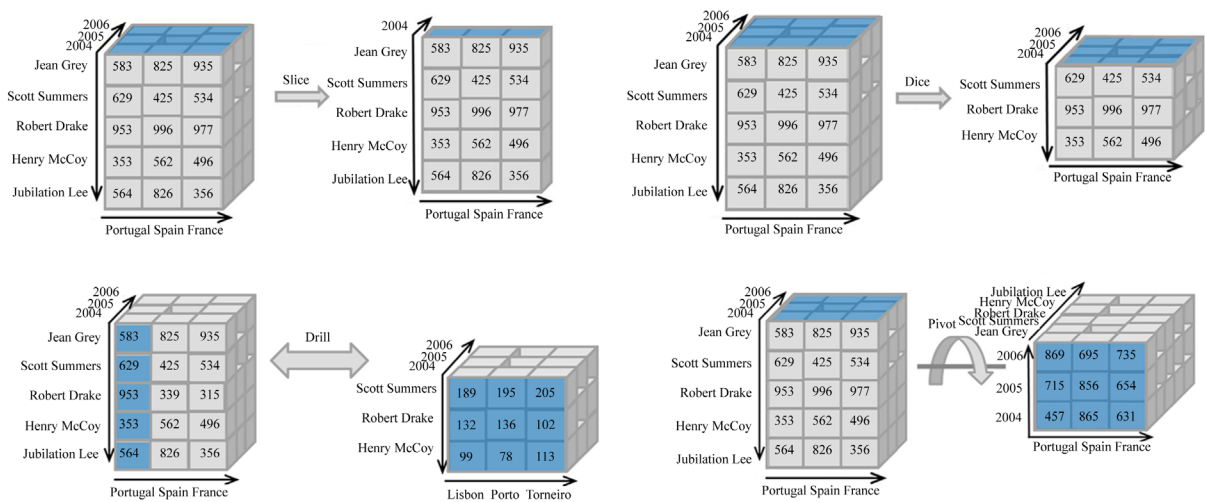 2006
2005
2004
Jean Grey 583 825 935
Scott Summers 629 425 534
Robert Drake 953 996 977
Henry McCoy 353 562 496
Jubilation Lee 564 826 356
Portugal Spain France
Slice
2004
Jean Grey 583 825 935
Scott Summers 629 425 534
Robert Drake 953 996 977
Henry McCoy 353 562 496
Jubilation Lee 564 826 356
Portugal Spain France
2006
2005
2004
Jean Grey 583 825 935
Scott Summers 629 425 534
Robert Drake 953 996 977
Henry McCoy 353 562 496
Jubilation Lee 564 826 356
Portugal Spain France
Dice
2006
2005
2004
Scott Summers 629 425 534
Robert Drake 953 996 977
Henry McCoy 353 562 496
Portugal Spain France
2006
2005
2004
Jean Grey 583 825 935
Scott Summers 629 425 534
Robert Drake 953 339 315
Henry McCoy 353 562 496
Jubilation Lee 564 826 356
Portugal Spain France
Drill
2006
2005
2004
Scott Summers 189 195 205
Robert Drake 132 136 102
Henry McCoy 99 78 113
Lisbon Porto Torneiro
2006
2005
2004
Jean Grey 583 825 935
Scott Summers 629 425 534
Robert Drake 953 996 977
Henry McCoy 353 562 496
Jubilation Lee 564 826 356
Portugal Spain France
Pivot
Jubilation Lee
Henry McCoy
Robert Drake
Scott Summers
Jean Grey
2006 869 695 735
2005 715 856 654
2004 457 865 631
Portugal Spain France